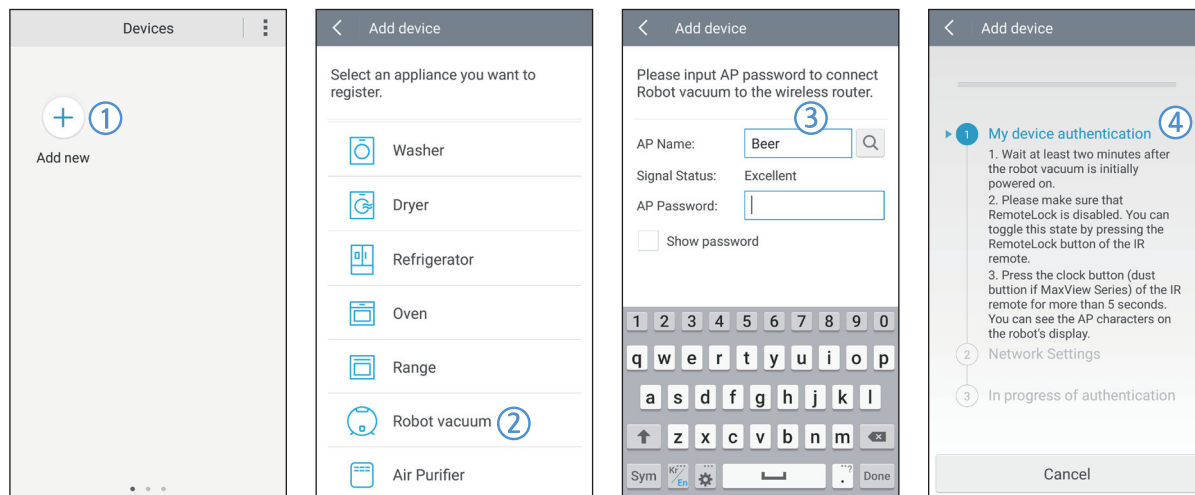 Devices
1
Add new
Add device
Select an appliance you want to
register.
Washer
Dryer
Refrigerator
Oven
Range
Robot vacuum 2
Air Purifier
Add device
Please input AP password to connect
Robot vacuum to the wireless router.
3
AP Name: Beer
Signal Status: Excellent
AP Password:
Show password
1 2 3 4 5 6 7 8 9 0
q w e r t y u i o p
a s d f g h j k l
z x c v b n m
Sym Kr/En . ...? Done
Add device
4
1 My device authentication
1. Wait at least two minutes after
the robot vacuum is initially
powered on.
2. Please make sure that
RemoteLock is disabled. You can
toggle this state by pressing the
RemoteLock button of the IR
remote.
3. Press the clock button (dust
buttion if MaxView Series) of the IR
remote for more than 5 seconds.
You can see the AP characters on
the robot's display.
2 Network Settings
3 In progress of authentication
Cancel